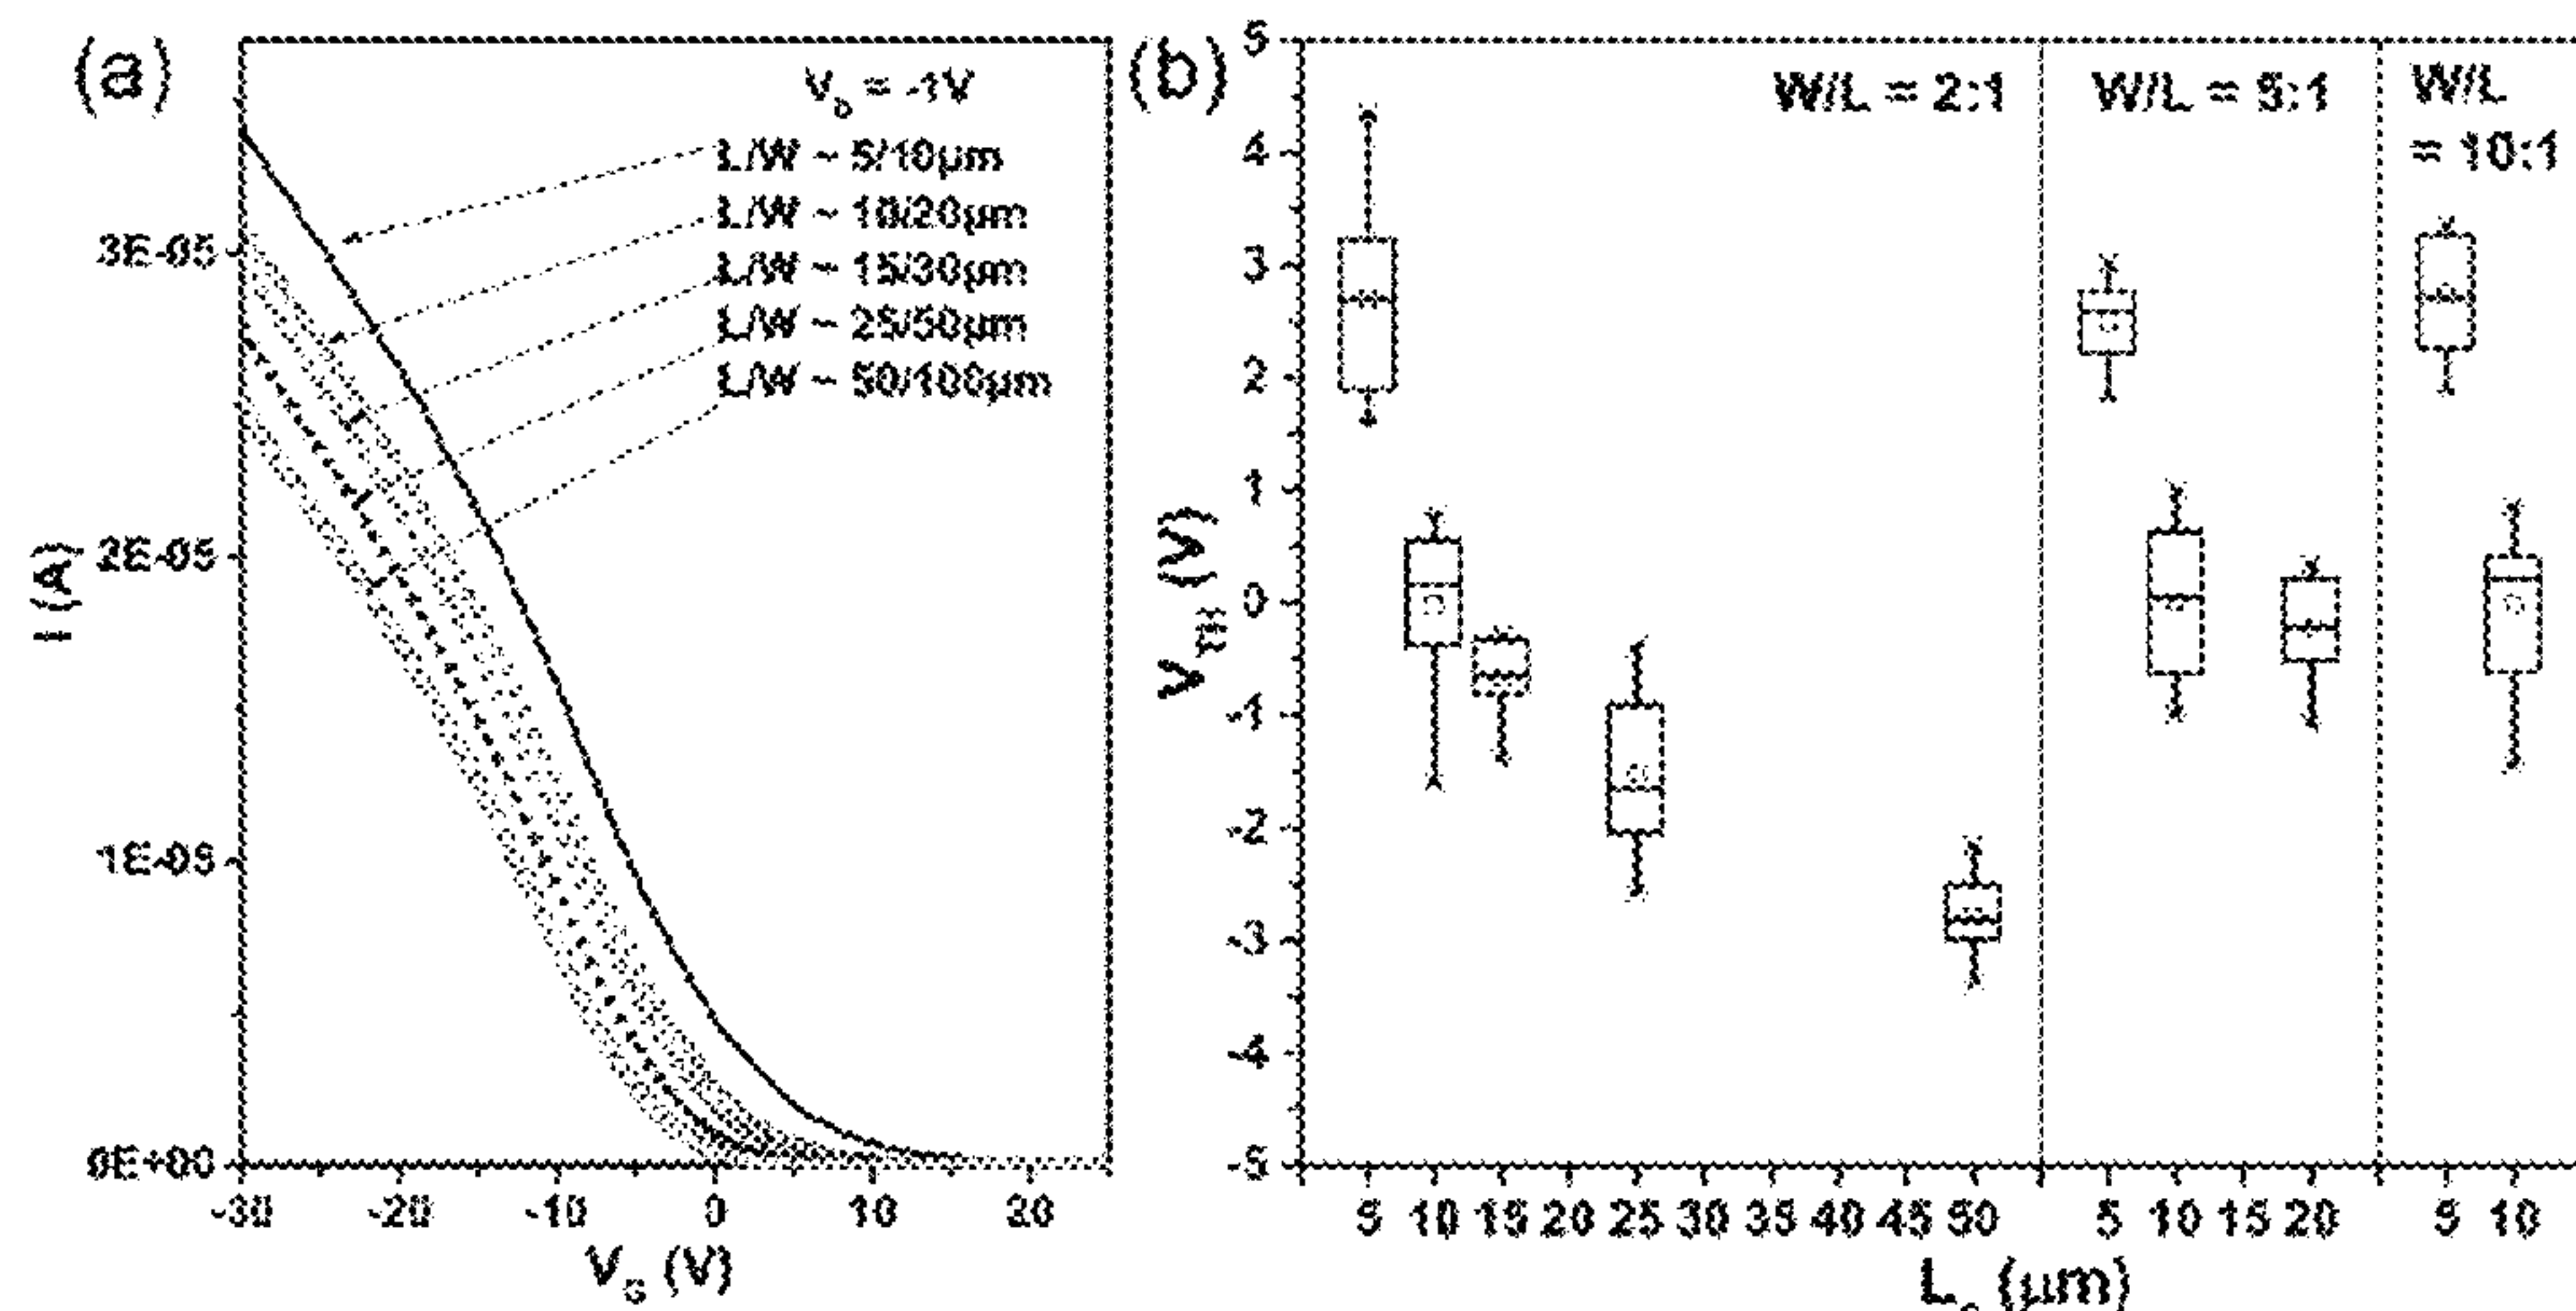 (a)
V_D = -1V
L/W ~ 5/10µm
L/W ~ 10/20µm
L/W ~ 15/30µm
L/W ~ 25/50µm
L/W ~ 50/100µm
3E-05
2E-05
1E-05
0E+00
I (A)
-30 -20 -10 0 10 20
V_G (V)
(b)
W/L = 2:1
W/L = 5:1
W/L
= 10:1
5
4
3
2
1
0
-1
-2
-3
-4
-5
V_TH (V)
5 10 15 20 25 30 35 40 45 50 5 10 15 20 5 10
L_c (µm)